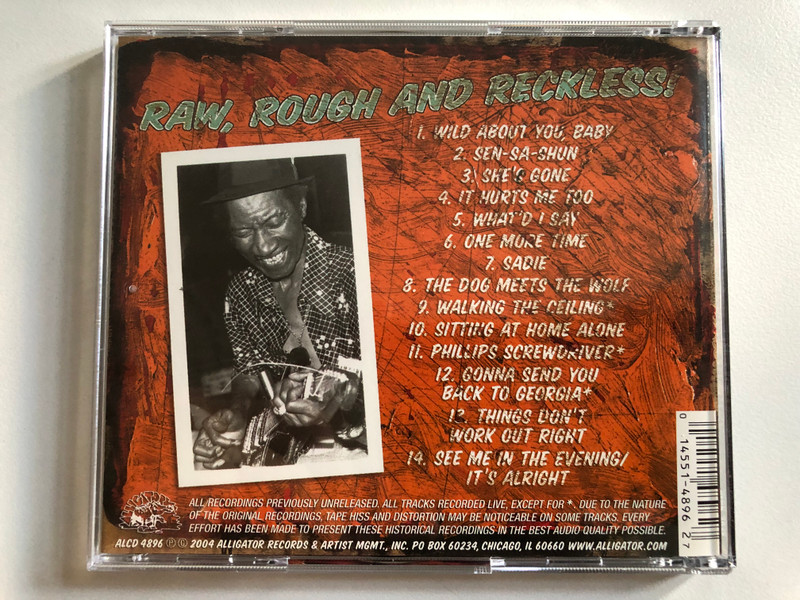 RAW, ROUGH AND RECKLESS!
1. WILD ABOUT YOU, BABY
2. SEN-SA-SHUN
3. SHE'S GONE
4. IT HURTS ME TOO
5. WHAT'D I SAY
6. ONE MORE TIME
7. SADIE
8. THE DOG MEETS THE WOLF
9. WALKING THE CEILING*
10. SITTING AT HOME ALONE
11. PHILLIPS SCREWDRIVER*
12. GONNA SEND YOU
BACK TO GEORGIA*
13. THINGS DON'T
WORK OUT RIGHT
14. SEE ME IN THE EVENING/
IT'S ALRIGHT
0 14551-4896 2 7
ALL RECORDINGS PREVIOUSLY UNRELEASED. ALL TRACKS RECORDED LIVE, EXCEPT FOR *. DUE TO THE NATURE
OF THE ORIGINAL RECORDINGS, TAPE HISS AND DISTORTION MAY BE NOTICEABLE ON SOME TRACKS. EVERY
EFFORT HAS BEEN MADE TO PRESENT THESE HISTORICAL RECORDINGS IN THE BEST AUDIO QUALITY POSSIBLE.
ALCD 4896 ℗ © 2004 ALLIGATOR RECORDS & ARTIST MGMT., INC. PO BOX 60234, CHICAGO, IL 60660 WWW.ALLIGATOR.COM